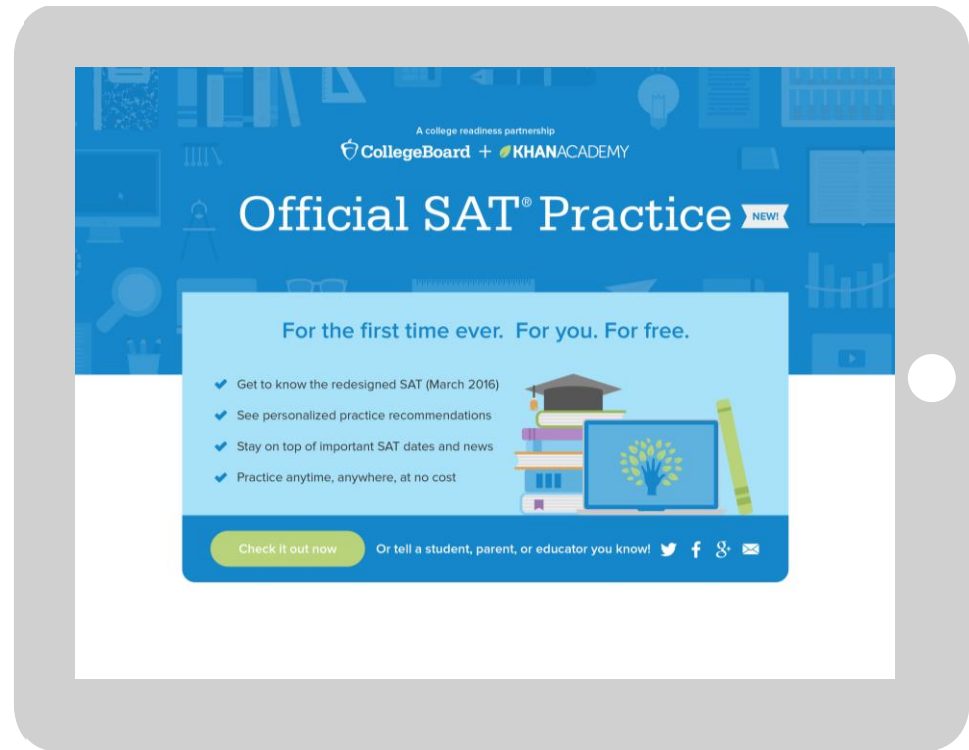 A college readiness partnership
CollegeBoard + KHANACADEMY
Official SAT® Practice NEW!
For the first time ever. For you. For free.
Get to know the redesigned SAT (March 2016)
See personalized practice recommendations
Stay on top of important SAT dates and news
Practice anytime, anywhere, at no cost
Check it out now Or tell a student, parent, or educator you know!